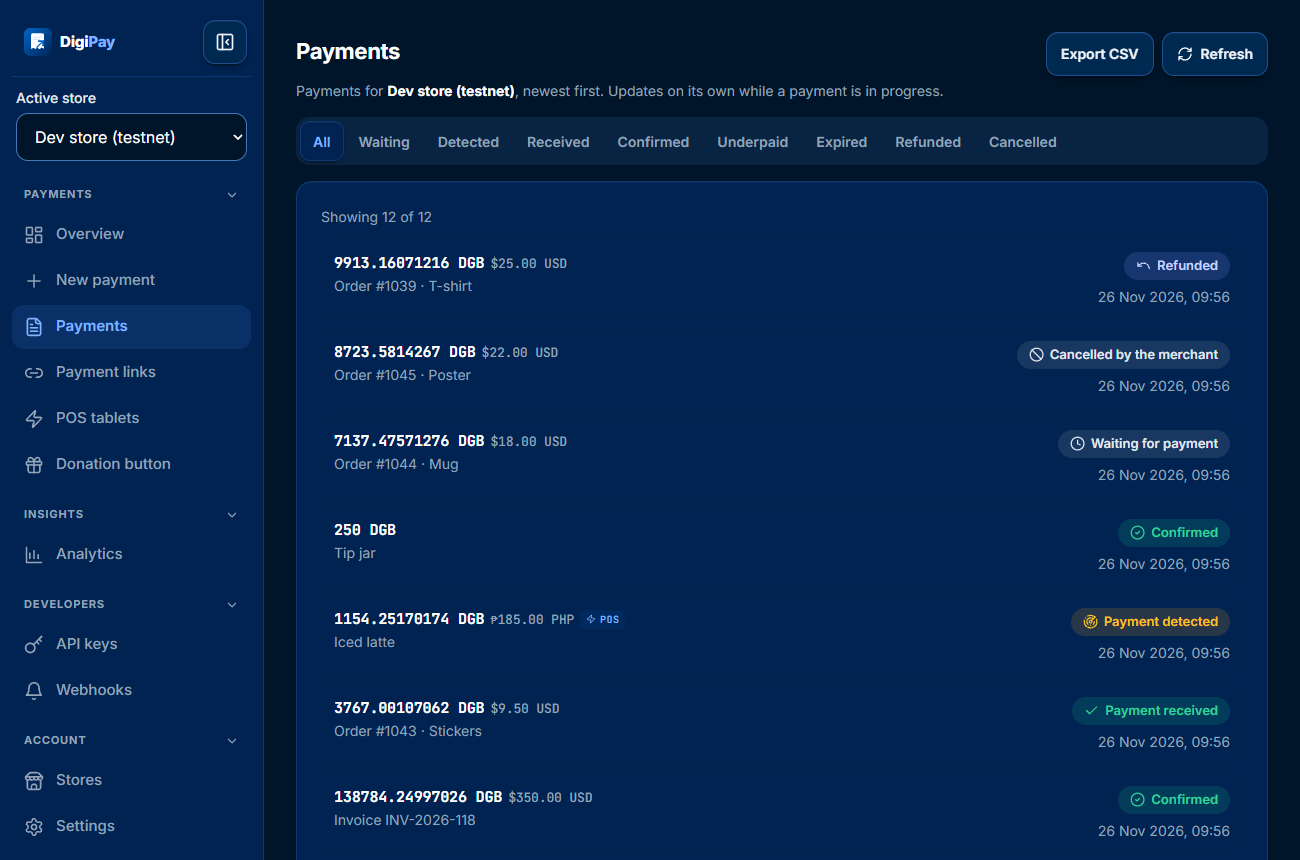 DigiPay
Active store
Dev store (testnet)
PAYMENTS
Overview
New payment
Payments
Payment links
POS tablets
Donation button
INSIGHTS
Analytics
DEVELOPERS
API keys
Webhooks
ACCOUNT
Stores
Settings
Payments
Export CSV
Refresh
Payments for Dev store (testnet), newest first. Updates on its own while a payment is in progress.
All Waiting Detected Received Confirmed Underpaid Expired Refunded Cancelled
Showing 12 of 12
9913.16071216 DGB $25.00 USD
Refunded
Order #1039 · T-shirt
26 Nov 2026, 09:56
8723.5814267 DGB $22.00 USD
Cancelled by the merchant
Order #1045 · Poster
26 Nov 2026, 09:56
7137.47571276 DGB $18.00 USD
Waiting for payment
Order #1044 · Mug
26 Nov 2026, 09:56
250 DGB
Confirmed
Tip jar
26 Nov 2026, 09:56
1154.25170174 DGB ₱185.00 PHP POS
Payment detected
Iced latte
26 Nov 2026, 09:56
3767.00107062 DGB $9.50 USD
Payment received
Order #1043 · Stickers
26 Nov 2026, 09:56
138784.24997026 DGB $350.00 USD
Confirmed
Invoice INV-2026-118
26 Nov 2026, 09:56